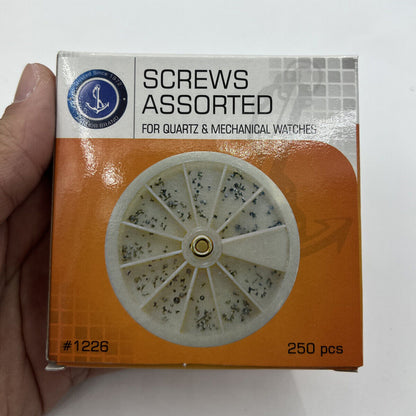 SCREWS
ASSORTED
FOR QUARTZ & MECHANICAL WATCHES
#1226
250 pcs